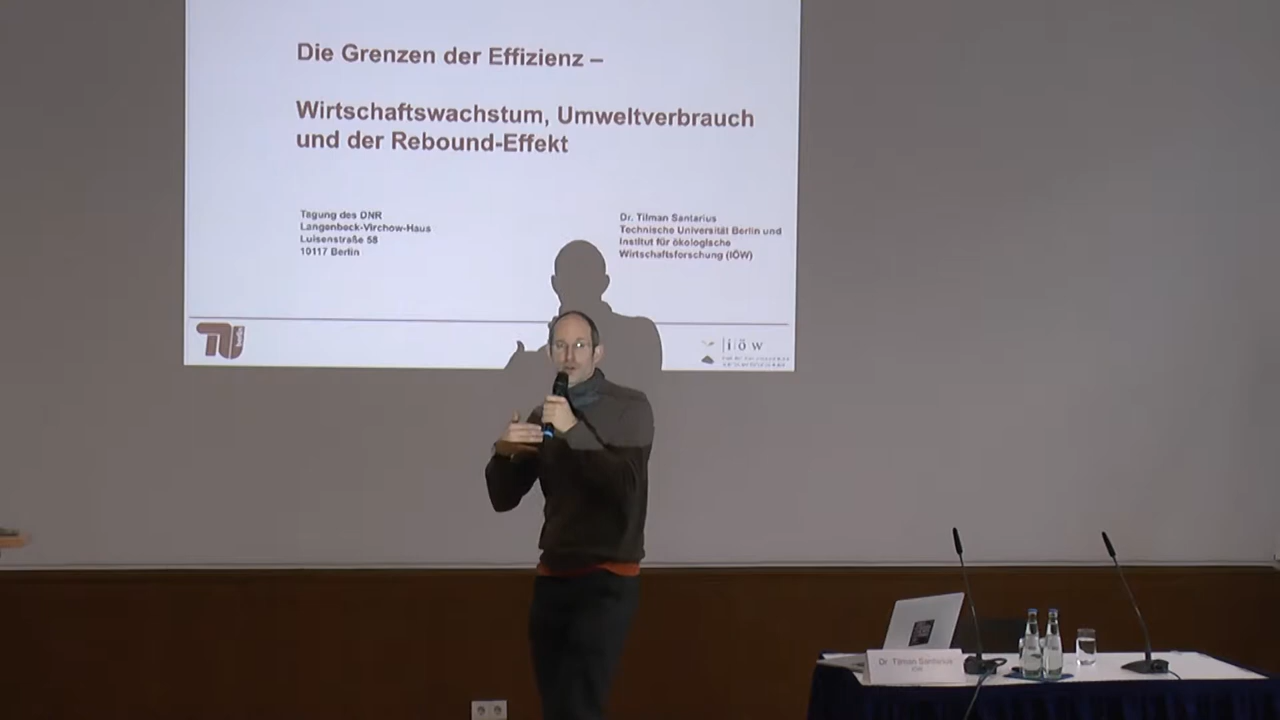 Die Grenzen der Effizienz –
Wirtschaftswachstum, Umweltverbrauch
und der Rebound-Effekt
Tagung des DNR
Langenbeck-Virchow-Haus
Luisenstraße 58
10117 Berlin
Dr. Tilman Santarius
Technische Universität Berlin und
Institut für ökologische
Wirtschaftsforschung (IÖW)
berlin
i ö w
Dr. Tilman Santarius